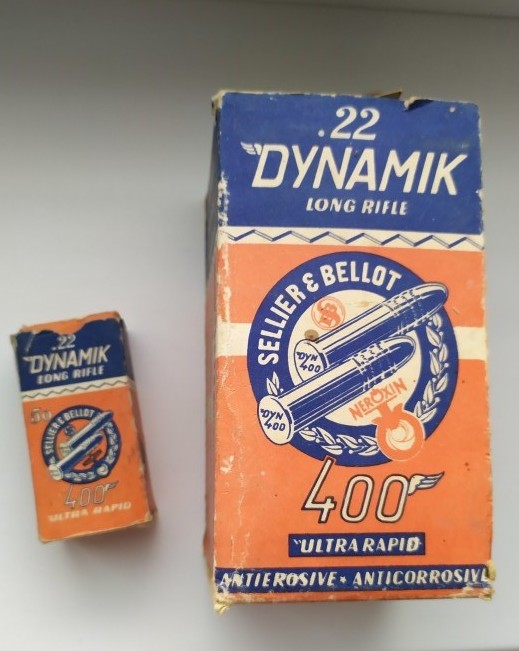 .22
DYNAMIK
LONG RIFLE
SELLIER & BELLOT
DYN
400
DYN
400
NEROXIN
400
ULTRA RAPID
ANTIEROSIVE ★ ANTICORROSIVE
.22
DYNAMIK
LONG RIFLE
50
SELLIER & BELLOT
400
ULTRA RAPID